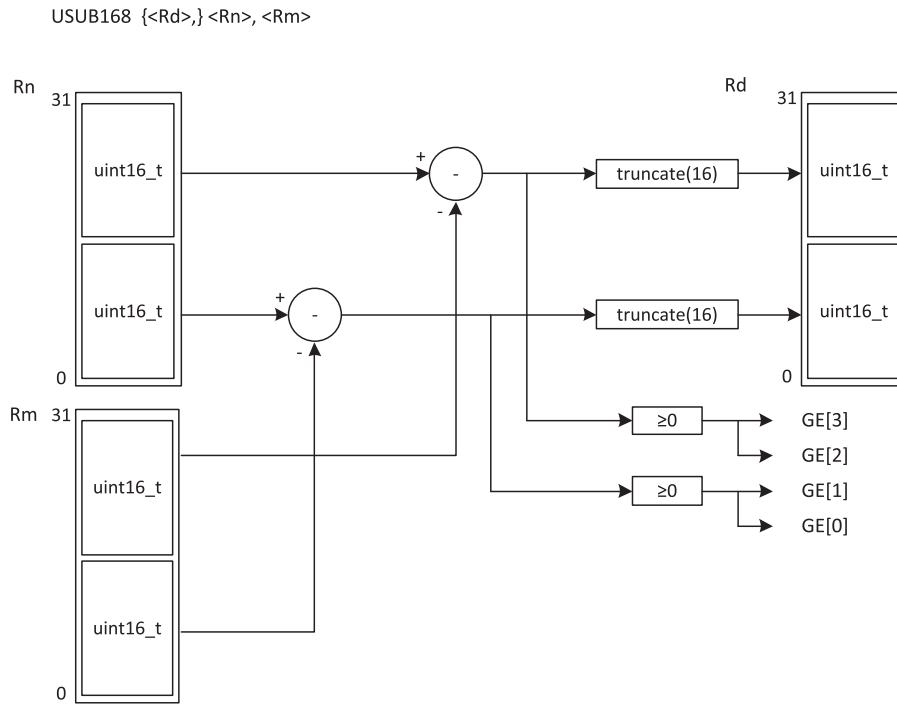 USUB168 {<Rd>,} <Rn>, <Rm>
Rn
31
uint16_t
uint16_t
0
Rm
31
uint16_t
uint16_t
0
+
-
-
+
-
-
truncate(16)
truncate(16)
Rd
31
uint16_t
uint16_t
0
≥0
GE[3]
GE[2]
≥0
GE[1]
GE[0]